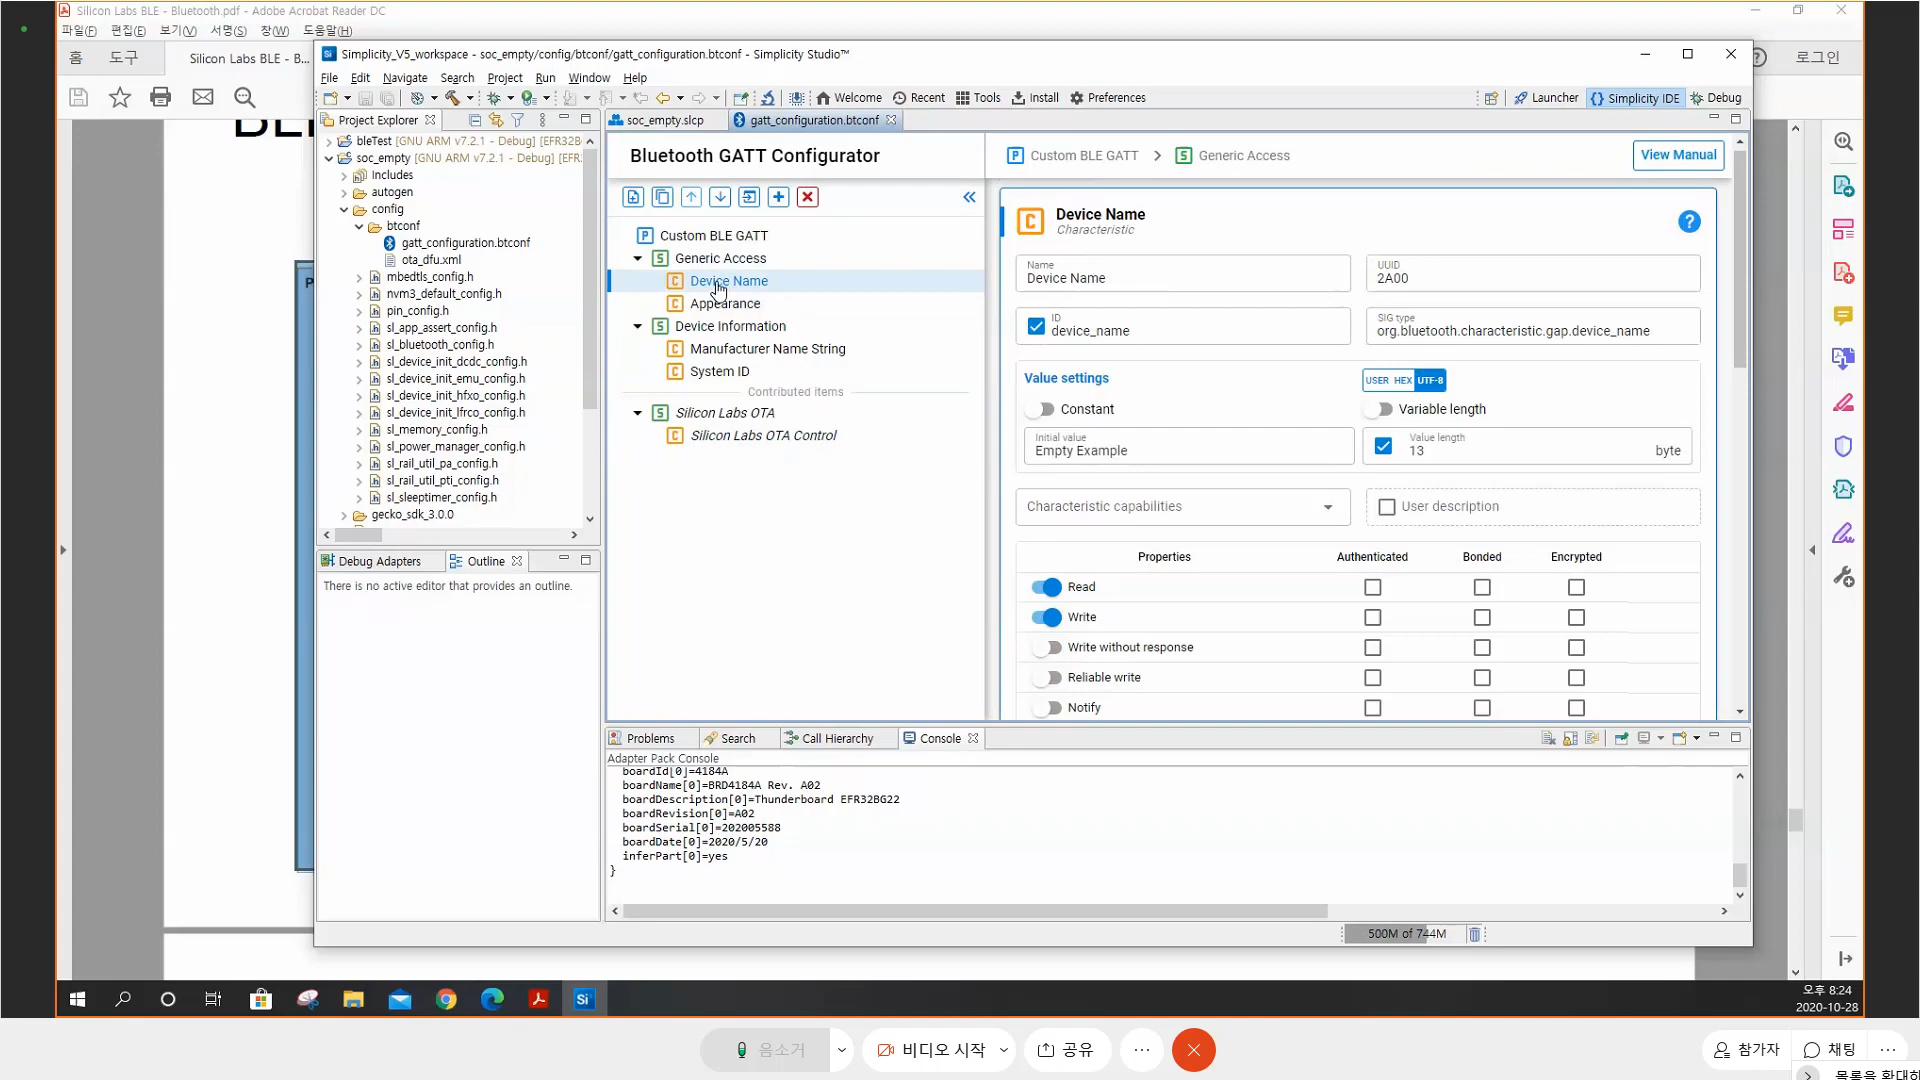 Silicon Labs BLE - Bluetooth.pdf - Adobe Acrobat Reader DC
파일(F) 편집(E) 보기(V) 서명(S) 창(W) 도움말(H)
홈 도구 Silicon Labs BLE - B... 로그인
Simplicity_V5_workspace - soc_empty/config/btconf/gatt_configuration.btconf - Simplicity Studio™
File Edit Navigate Search Project Run Window Help
Welcome Recent Tools Install Preferences Launcher Simplicity IDE Debug
Project Explorer
bleTest [GNU ARM v7.2.1 - Debug] [EFR32B
soc_empty [GNU ARM v7.2.1 - Debug] [EFR:
Includes
autogen
config
btconf
gatt_configuration.btconf
ota_dfu.xml
mbedtls_config.h
nvm3_default_config.h
pin_config.h
sl_app_assert_config.h
sl_bluetooth_config.h
sl_device_init_dcdc_config.h
sl_device_init_emu_config.h
sl_device_init_hfxo_config.h
sl_device_init_lfrco_config.h
sl_memory_config.h
sl_power_manager_config.h
sl_rail_util_pa_config.h
sl_rail_util_pti_config.h
sl_sleeptimer_config.h
gecko_sdk_3.0.0
Debug Adapters Outline
There is no active editor that provides an outline.
soc_empty.slcp gatt_configuration.btconf
Bluetooth GATT Configurator
Custom BLE GATT
Generic Access
Device Name
Appearance
Device Information
Manufacturer Name String
System ID
Contributed items
Silicon Labs OTA
Silicon Labs OTA Control
Custom BLE GATT Generic Access View Manual
Device Name
Characteristic
Name
Device Name
UUID
2A00
ID
device_name
SIG type
org.bluetooth.characteristic.gap.device_name
Value settings USER HEX UTF-8
Constant Variable length
Initial value
Empty Example
Value length
13 byte
Characteristic capabilities User description
Properties Authenticated Bonded Encrypted
Read
Write
Write without response
Reliable write
Notify
Problems Search Call Hierarchy Console
Adapter Pack Console
boardId[0]=4184A
boardName[0]=BRD4184A Rev. A02
boardDescription[0]=Thunderboard EFR32BG22
boardRevision[0]=A02
boardSerial[0]=202005588
boardDate[0]=2020/5/20
inferPart[0]=yes
}
500M of 744M
오후 8:24
2020-10-28
음소거 비디오 시작 공유 참가자 채팅